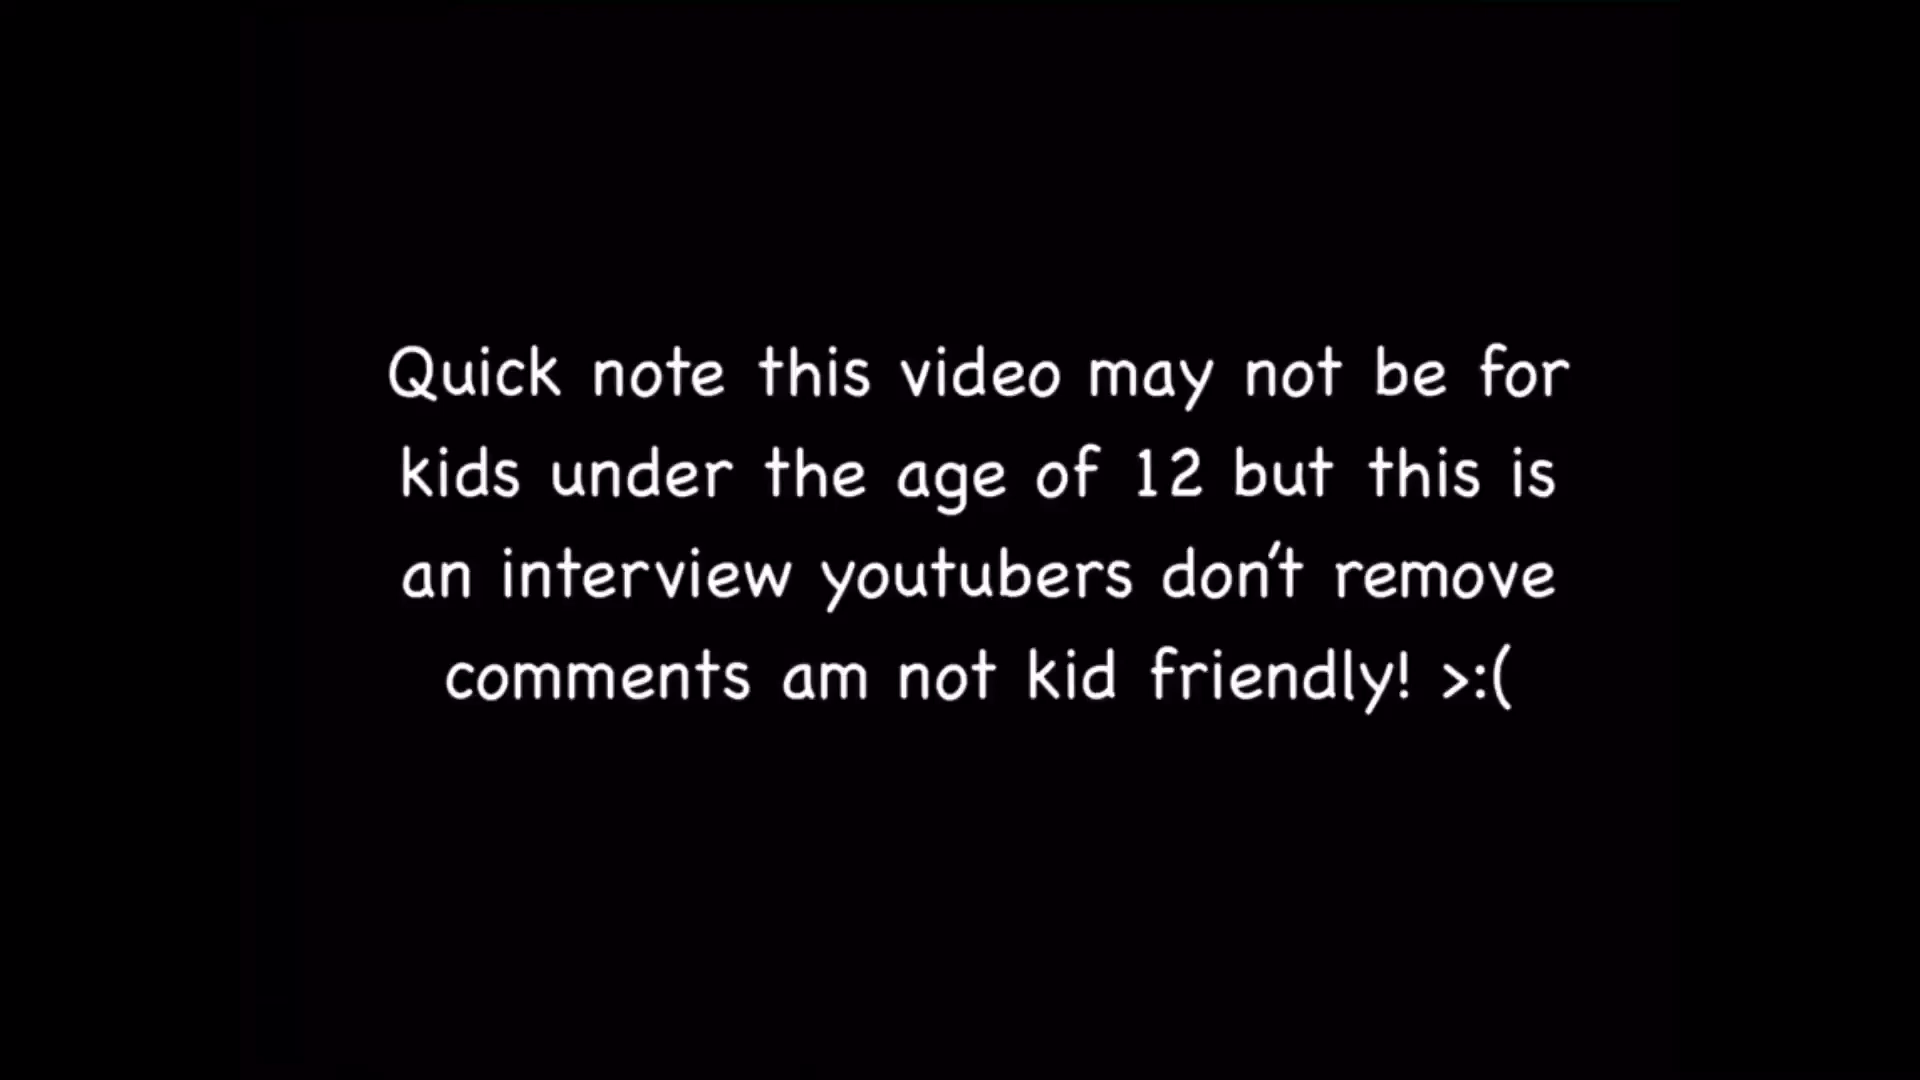 Quick note this video may not be for
kids under the age of 12 but this is
an interview youtubers don't remove
comments am not kid friendly! >:(